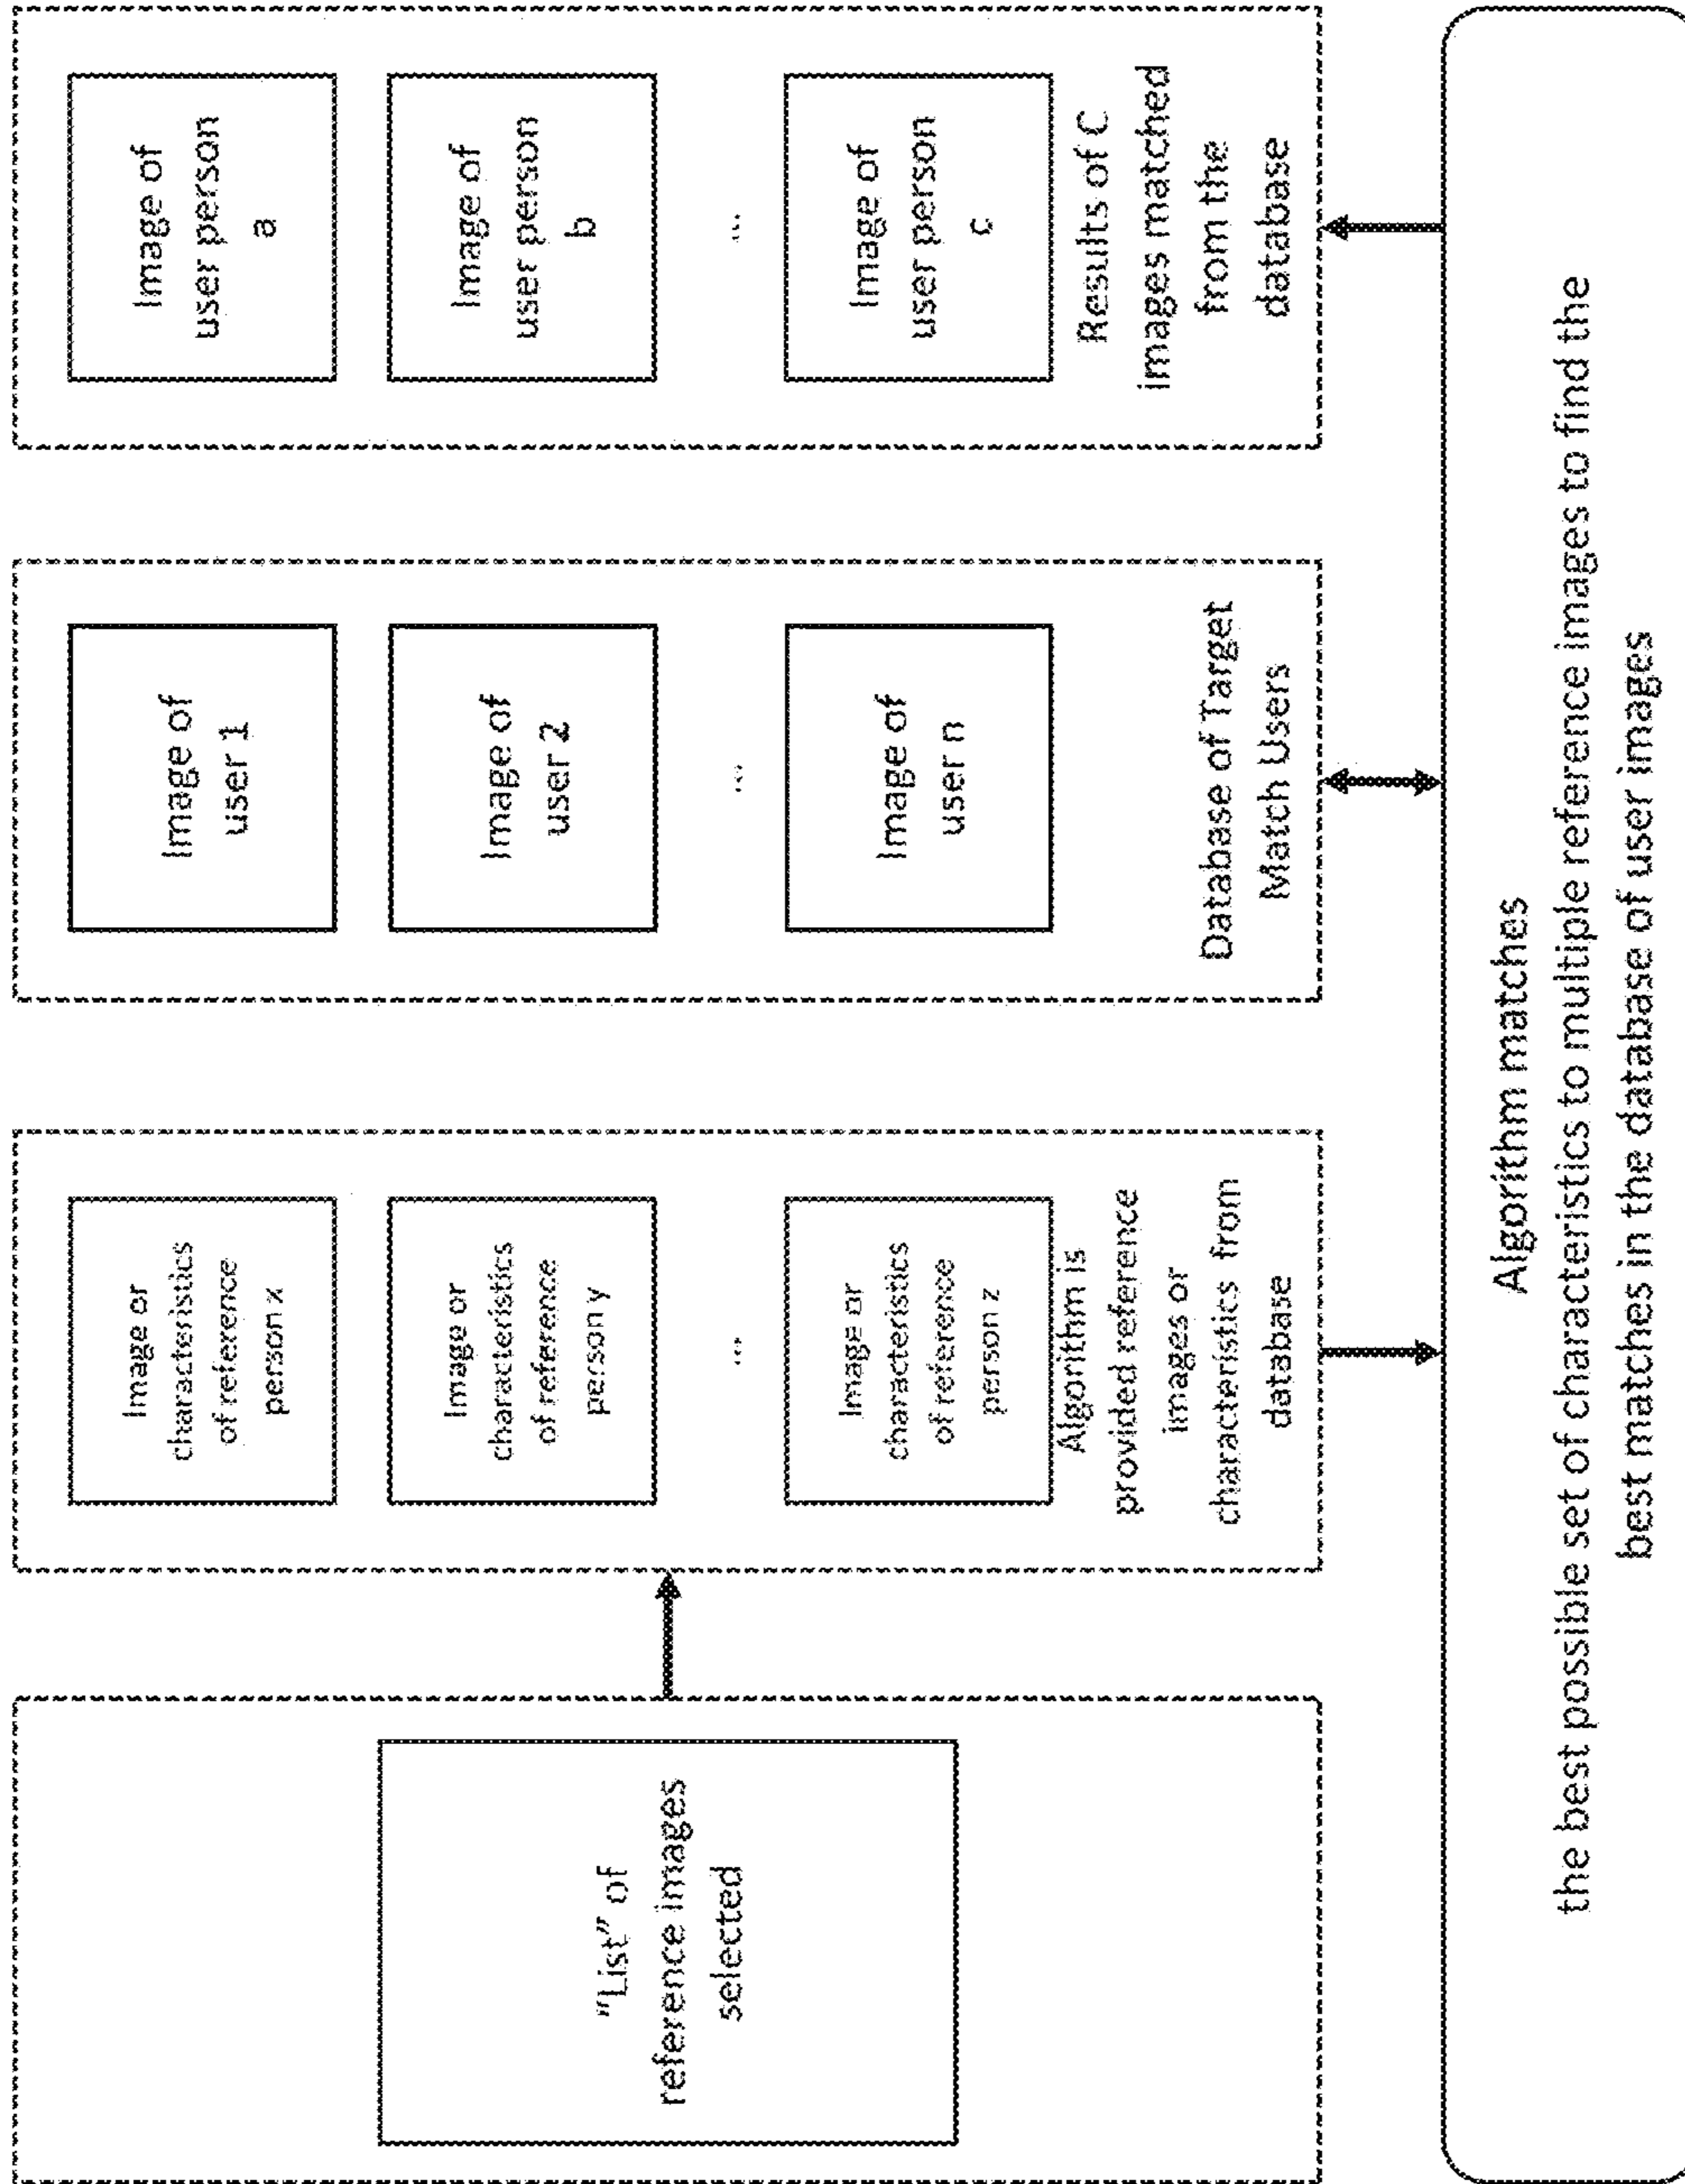 "List" of
reference images
selected
Image or
characteristics
of reference
person x
Image or
characteristics
of reference
person y
...
Image or
characteristics
of reference
person z
Algorithm is
provided reference
images or
characteristics from
database
Image of
user 1
Image of
user 2
...
Image of
user n
Database of Target
Match Users
Image of
user person
a
Image of
user person
b
...
Image of
user person
c
Results of C
images matched
from the
database
Algorithm matches
the best possible set of characteristics to multiple reference images to find the
best matches in the database of user images